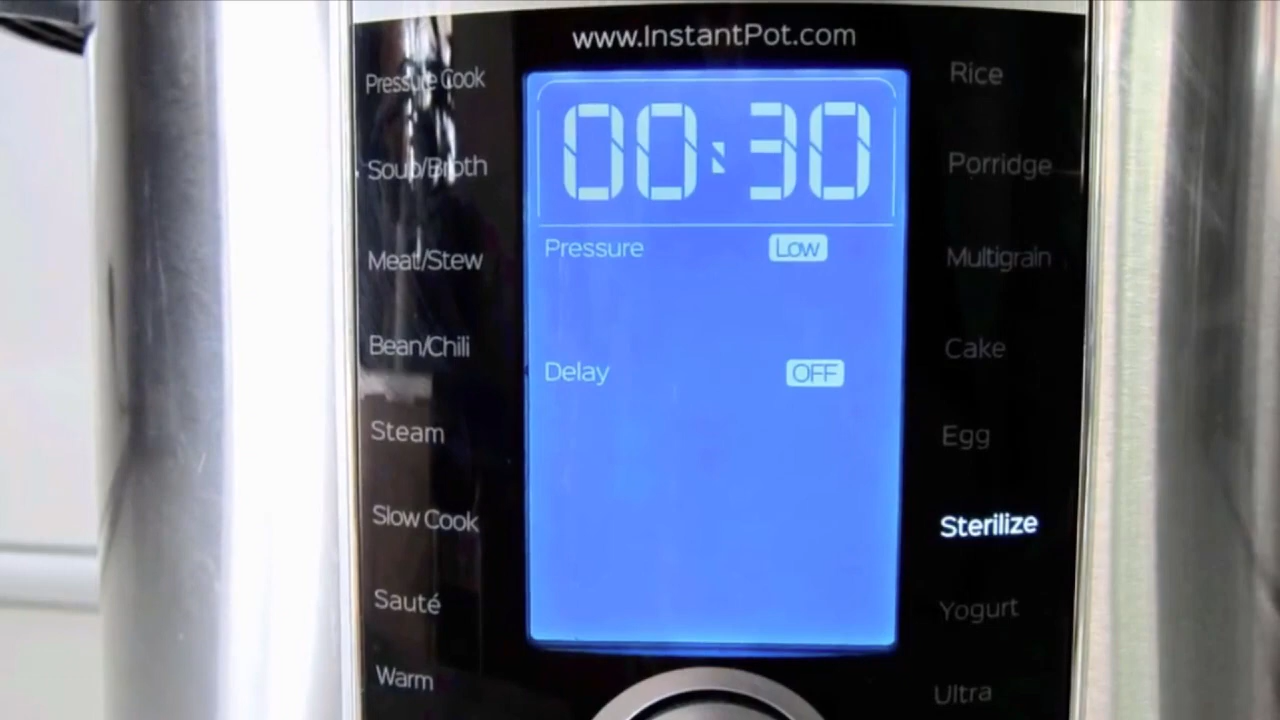 www.InstantPot.com
Pressure Cook
Soup/Broth
Meat/Stew
Bean/Chili
Steam
Slow Cook
Sauté
Warm
00:30
Pressure Low
Delay OFF
Rice
Porridge
Multigrain
Cake
Egg
Sterilize
Yogurt
Ultra